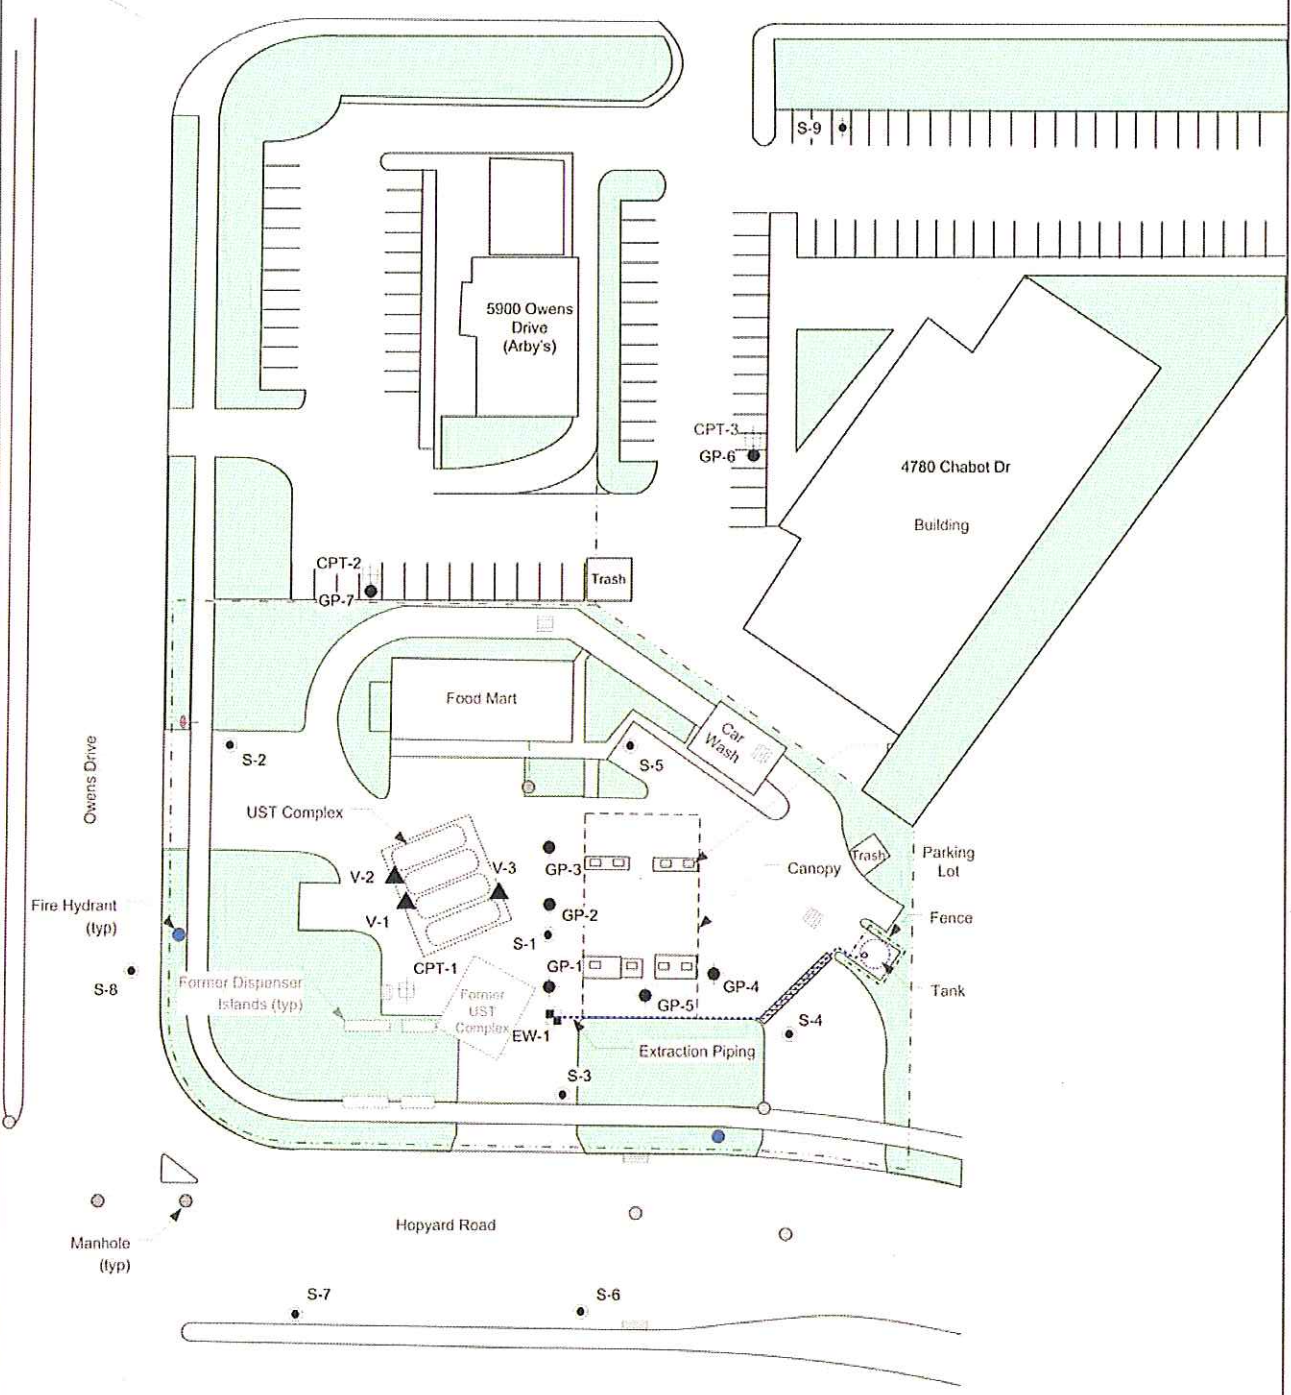 S-9
5900 Owens
Drive
(Arby's)
CPT-3
GP-6
4780 Chabot Dr
Building
CPT-2
GP-7
Trash
Food Mart
Car
Wash
S-2
S-5
Owens Drive
UST Complex
V-2
V-3
V-1
GP-3
GP-2
S-1
Canopy
Trash
Parking
Lot
Fence
Fire Hydrant
(typ)
CPT-1
GP-1
GP-4
GP-5
Tank
S-8
Former Dispenser
Islands (typ)
Former
UST
Complex
EW-1
S-4
Extraction Piping
S-3
Hopyard Road
Manhole
(typ)
S-7
S-6